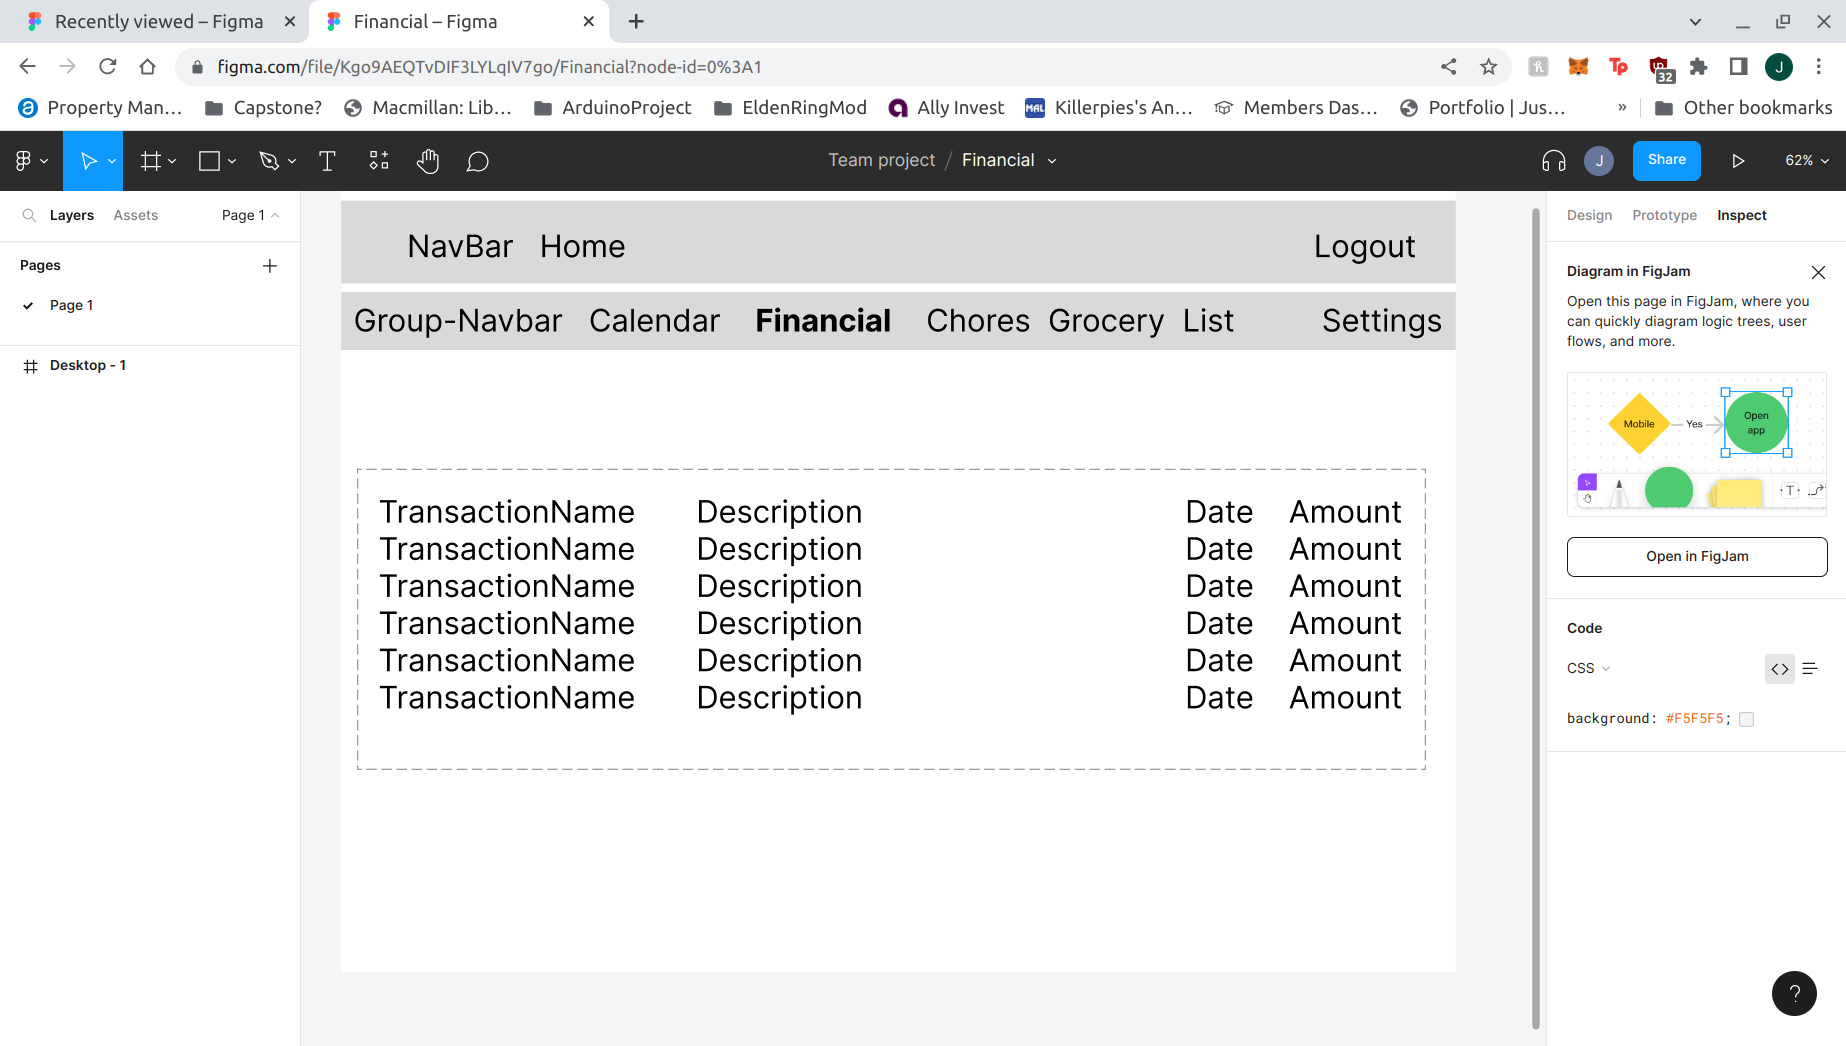 Recently viewed – Figma
Financial – Figma
figma.com/file/Kgo9AEQTvDIF3LYLqIV7go/Financial?node-id=0%3A1
Tp
32
J
Property Man...
Capstone?
Macmillan: Lib...
ArduinoProject
EldenRingMod
Ally Invest
MAL
Killerpies's An...
Members Das...
Portfolio | Jus...
»
Other bookmarks
Team project / Financial
J
Share
62%
Layers
Assets
Page 1
Design
Prototype
Inspect
Pages
Page 1
Desktop - 1
NavBar Home Logout
Group-Navbar Calendar Financial Chores Grocery List Settings
TransactionName Description Date Amount
TransactionName Description Date Amount
TransactionName Description Date Amount
TransactionName Description Date Amount
TransactionName Description Date Amount
TransactionName Description Date Amount
Diagram in FigJam
Open this page in FigJam, where you
can quickly diagram logic trees, user
flows, and more.
Mobile
Yes
Open
app
T
Open in FigJam
Code
CSS
<>
background: #F5F5F5;
?